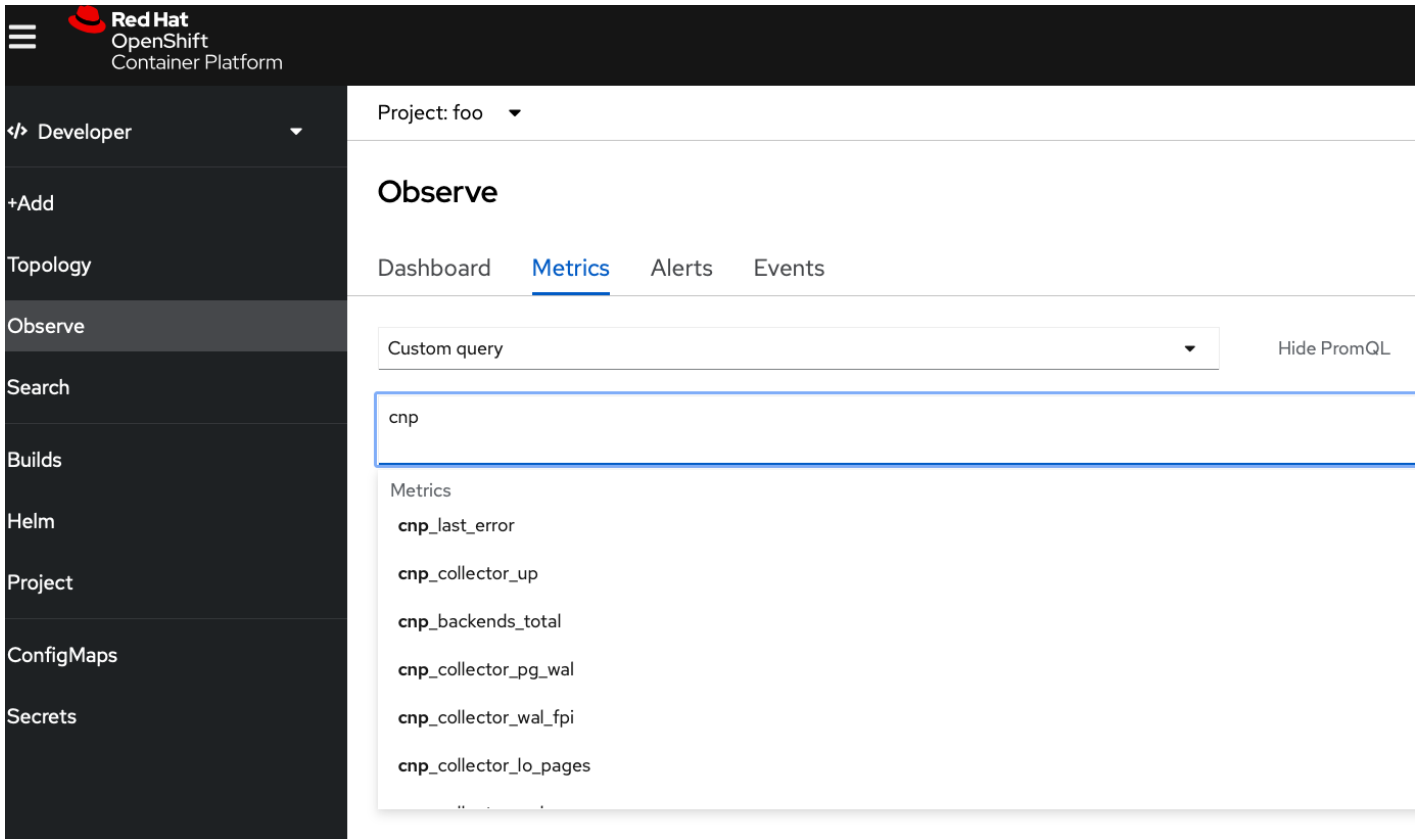 Red Hat
OpenShift
Container Platform
Developer
+Add
Topology
Observe
Search
Builds
Helm
Project
ConfigMaps
Secrets
Project: foo
Observe
Dashboard Metrics Alerts Events
Custom query Hide PromQL
cnp
Metrics
cnp_last_error
cnp_collector_up
cnp_backends_total
cnp_collector_pg_wal
cnp_collector_wal_fpi
cnp_collector_lo_pages